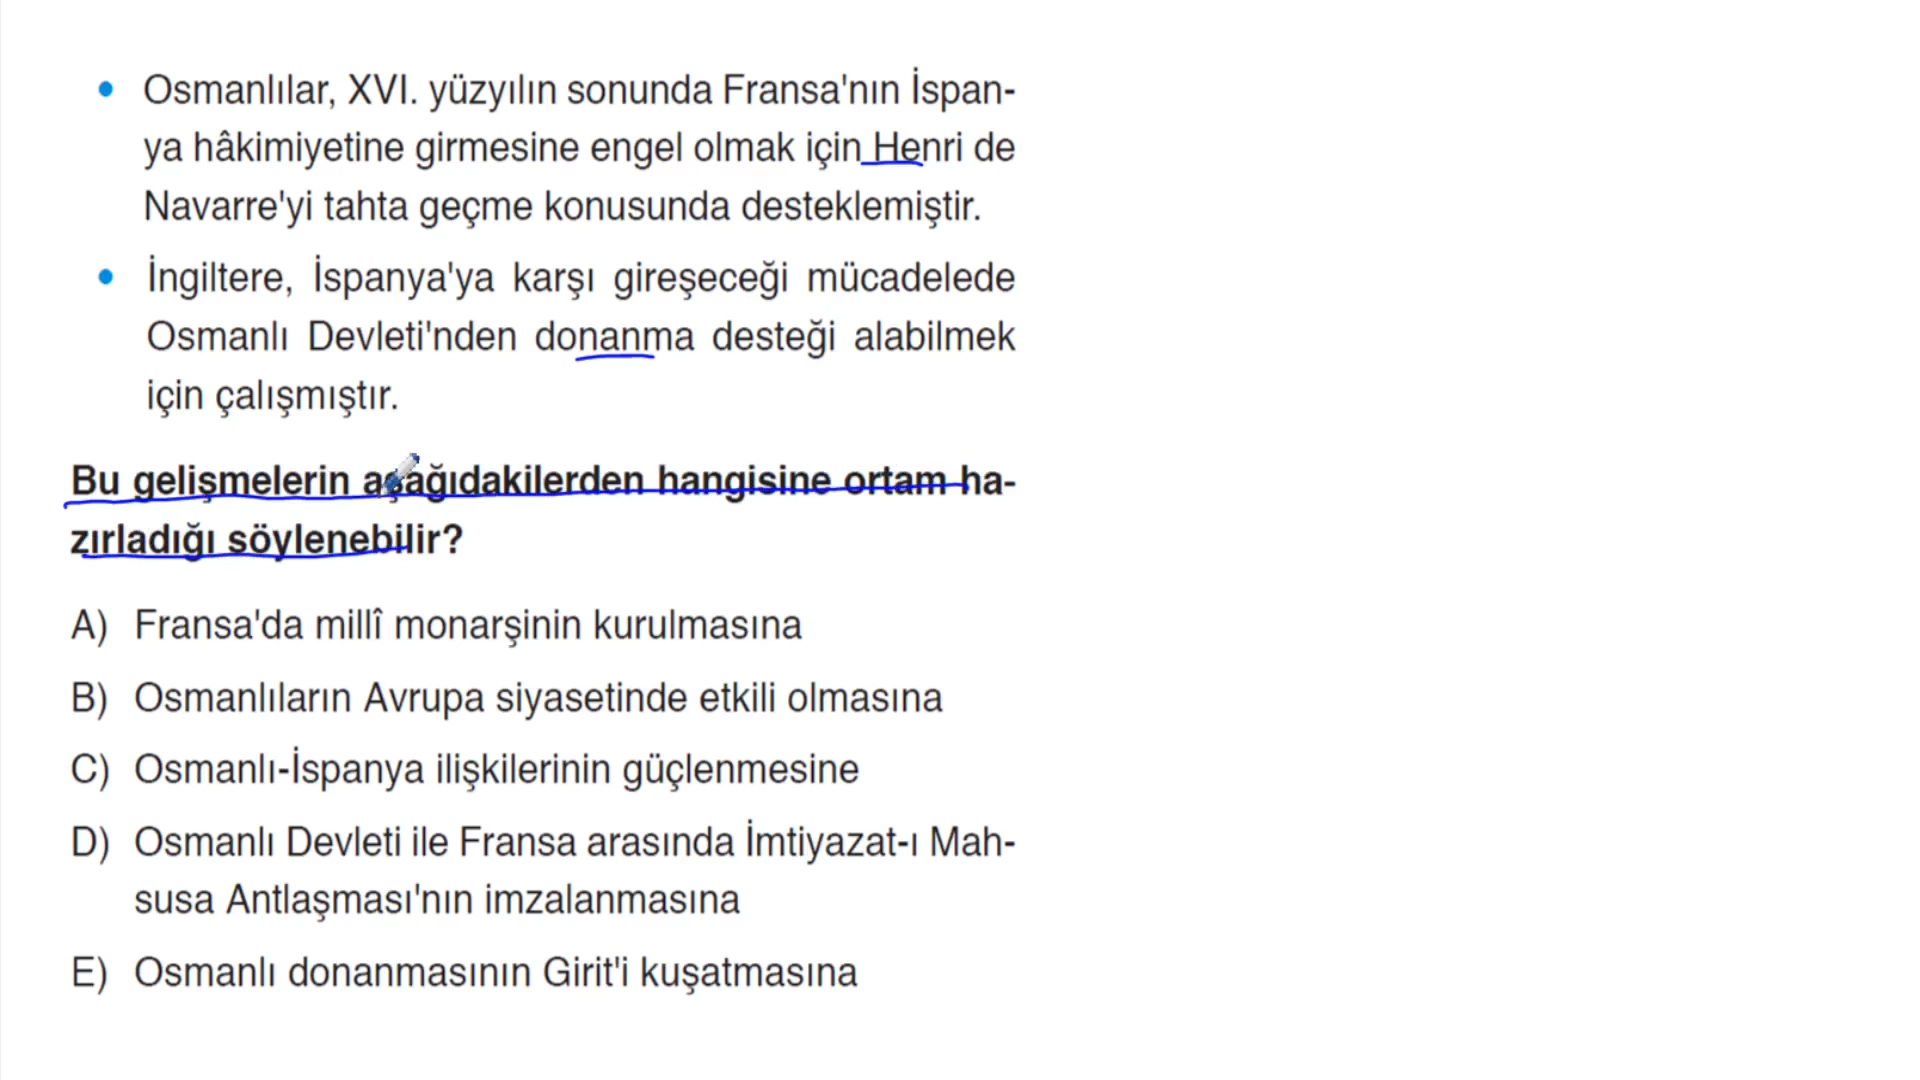 • Osmanlılar, XVI. yüzyılın sonunda Fransa'nın İspan-
ya hâkimiyetine girmesine engel olmak için Henri de
Navarre'yi tahta geçme konusunda desteklemiştir.
• İngiltere, İspanya'ya karşı gireşeceği mücadelede
Osmanlı Devleti'nden donanma desteği alabilmek
için çalışmıştır.
Bu gelişmelerin aşağıdakilerden hangisine ortam ha-
zırladığı söylenebilir?
A) Fransa'da millî monarşinin kurulmasına
B) Osmanlıların Avrupa siyasetinde etkili olmasına
C) Osmanlı-İspanya ilişkilerinin güçlenmesine
D) Osmanlı Devleti ile Fransa arasında İmtiyazat-ı Mah-
susa Antlaşması'nın imzalanmasına
E) Osmanlı donanmasının Girit'i kuşatmasına